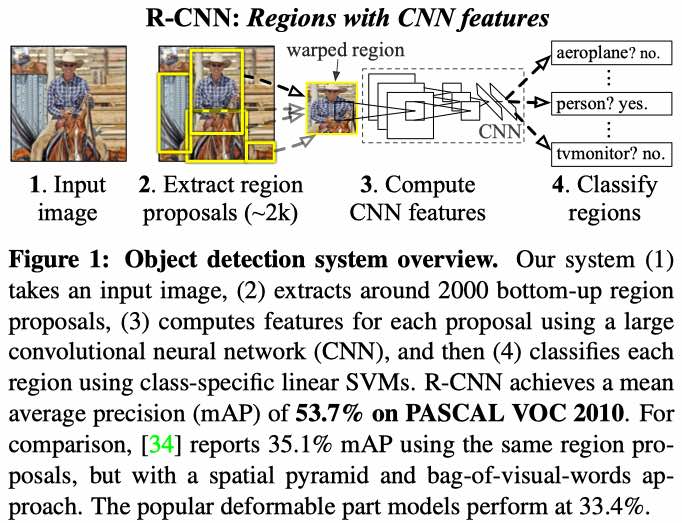 R-CNN: Regions with CNN features
warped region
aeroplane? no.
⋮
person? yes.
⋮
tvmonitor? no.
CNN
1. Input
image
2. Extract region
proposals (~2k)
3. Compute
CNN features
4. Classify
regions
Figure 1: Object detection system overview. Our system (1)
takes an input image, (2) extracts around 2000 bottom-up region
proposals, (3) computes features for each proposal using a large
convolutional neural network (CNN), and then (4) classifies each
region using class-specific linear SVMs. R-CNN achieves a mean
average precision (mAP) of 53.7% on PASCAL VOC 2010. For
comparison, [34] reports 35.1% mAP using the same region pro-
posals, but with a spatial pyramid and bag-of-visual-words ap-
proach. The popular deformable part models perform at 33.4%.